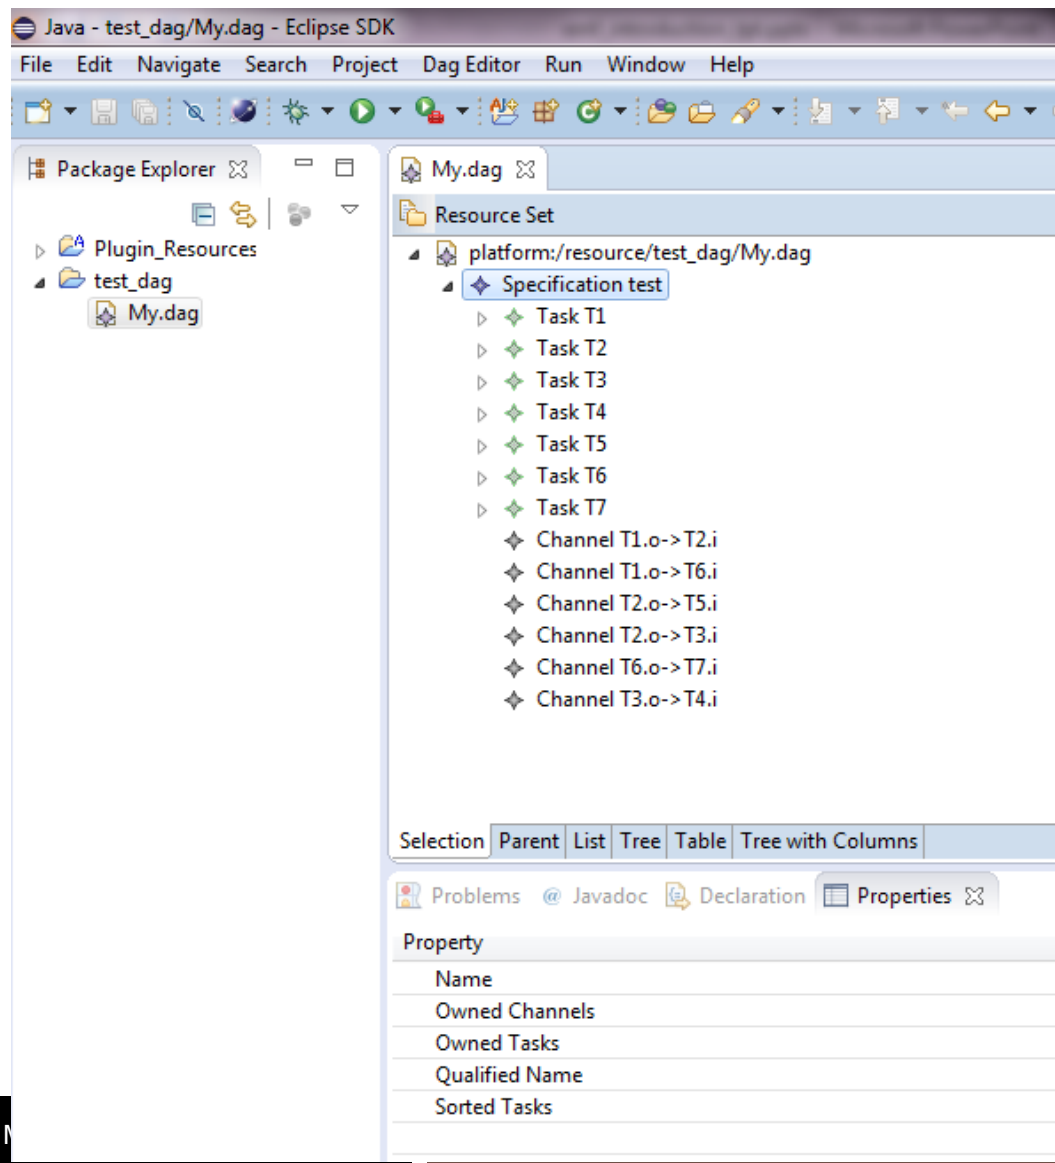 Java - test_dag/My.dag - Eclipse SDK
File Edit Navigate Search Project Dag Editor Run Window Help
Package Explorer
Plugin_Resources
test_dag
My.dag
My.dag
Resource Set
platform:/resource/test_dag/My.dag
Specification test
Task T1
Task T2
Task T3
Task T4
Task T5
Task T6
Task T7
Channel T1.o->T2.i
Channel T1.o->T6.i
Channel T2.o->T5.i
Channel T2.o->T3.i
Channel T6.o->T7.i
Channel T3.o->T4.i
Selection Parent List Tree Table Tree with Columns
Problems @ Javadoc Declaration Properties
Property
Name
Owned Channels
Owned Tasks
Qualified Name
Sorted Tasks